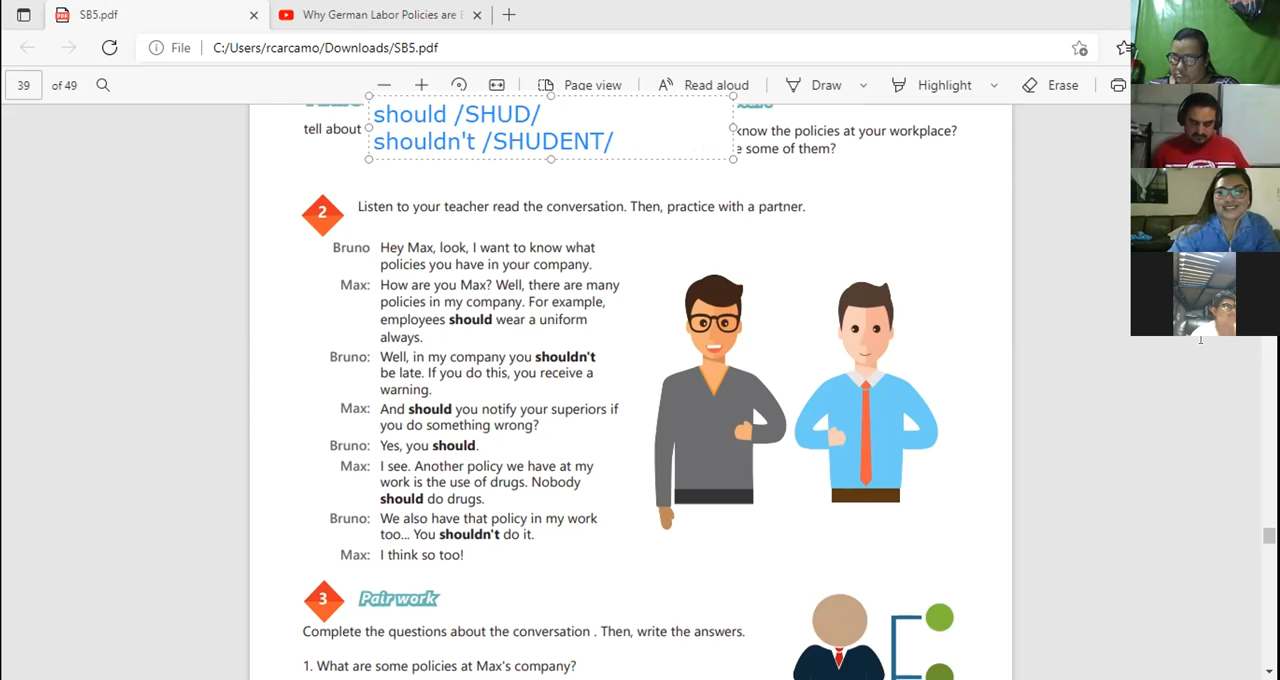 SB5.pdf
Why German Labor Policies are
File C:/Users/rcarcamo/Downloads/SB5.pdf
39 of 49 Page view Read aloud Draw Highlight Erase
should /SHUD/
shouldn't /SHUDENT/
tell about
know the policies at your workplace?
some of them?
2 Listen to your teacher read the conversation. Then, practice with a partner.
Bruno Hey Max, look, I want to know what
policies you have in your company.
Max: How are you Max? Well, there are many
policies in my company. For example,
employees should wear a uniform
always.
Bruno: Well, in my company you shouldn't
be late. If you do this, you receive a
warning.
Max: And should you notify your superiors if
you do something wrong?
Bruno: Yes, you should.
Max: I see. Another policy we have at my
work is the use of drugs. Nobody
should do drugs.
Bruno: We also have that policy in my work
too... You shouldn't do it.
Max: I think so too!
3 Pair work
Complete the questions about the conversation . Then, write the answers.
1. What are some policies at Max's company?